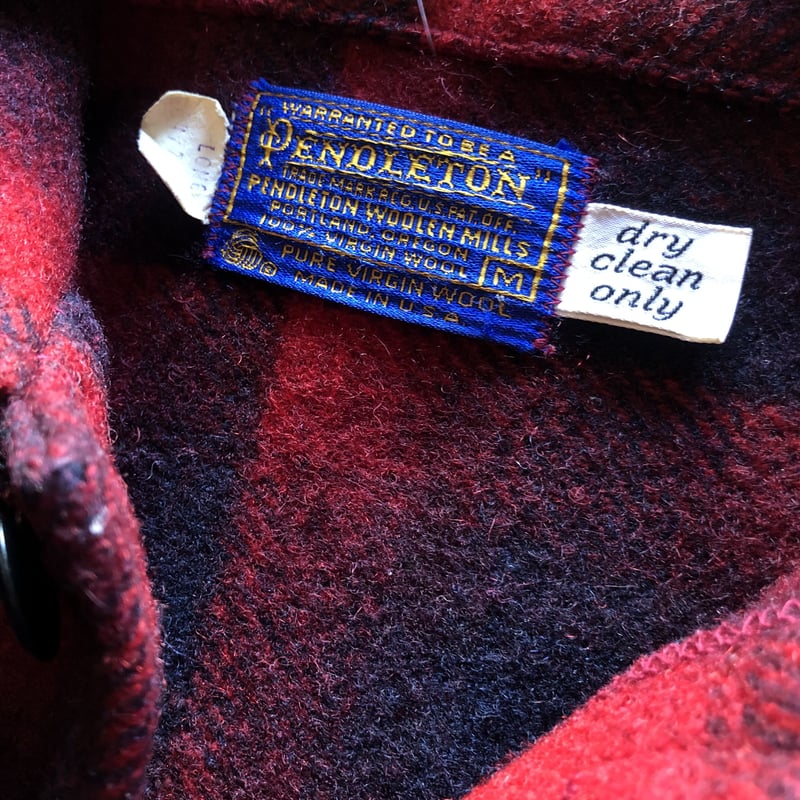 WARRANTED TO BE A
"PENDLETON"
TRADE MARK REG. U.S. PAT. OFF.
PENDLETON WOOLEN MILLS
PORTLAND, OREGON
100% VIRGIN WOOL
M
PURE VIRGIN WOOL
MADE IN U S A
dry
clean
only
LONG